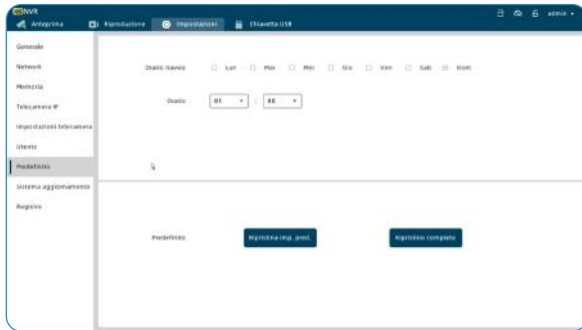 NVR
admin
Anteprima Riproduzione Impostazioni Chiavetta USB
Generale
Network
Memoria
Telecamera IP
Impostazioni telecamera
Utente
Predefinito
Sistema aggiornamento
Registro
Orario riavvio Lun Mar Mer Gio Ven Sab Dom
Orario 01 : 00
Predefinito Ripristina imp. pred. Ripristino completo